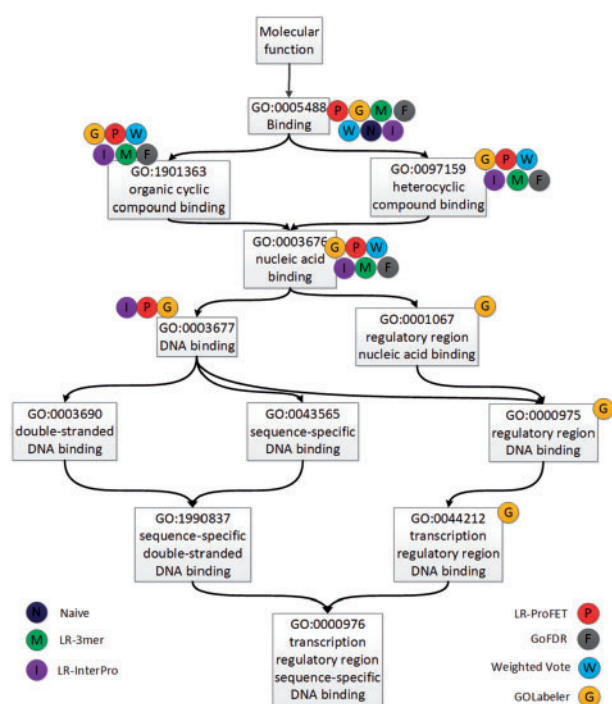 Molecular
function
GO:0005488
Binding
P G M F
W N I
G P W
I M F
GO:1901363
organic cyclic
compound binding
G P W
I M F
GO:0097159
heterocyclic
compound binding
GO:0003676
nucleic acid
binding
G P W
I M F
I P G
GO:0003677
DNA binding
G
GO:0001067
regulatory region
nucleic acid binding
GO:0003690
double-stranded
DNA binding
GO:0043565
sequence-specific
DNA binding
G
GO:0000975
regulatory region
DNA binding
GO:1990837
sequence-specific
double-stranded
DNA binding
G
GO:0044212
transcription
regulatory region
DNA binding
GO:0000976
transcription
regulatory region
sequence-specific
DNA binding
N Naive
M LR-3mer
I LR-InterPro
LR-ProFET P
GoFDR F
Weighted Vote W
GOLabeler G